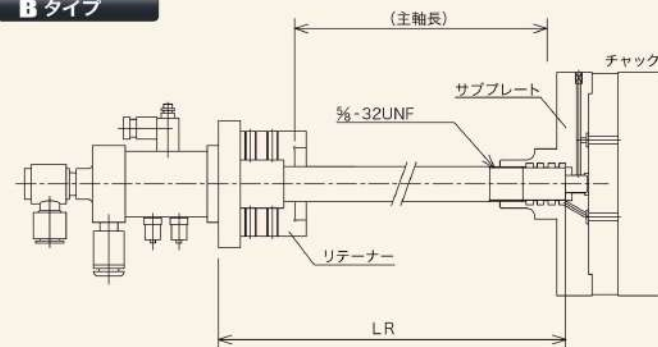 B タイプ
(主軸長)
チャック
サブプレート
⅝-32UNF
リテーナー
LR